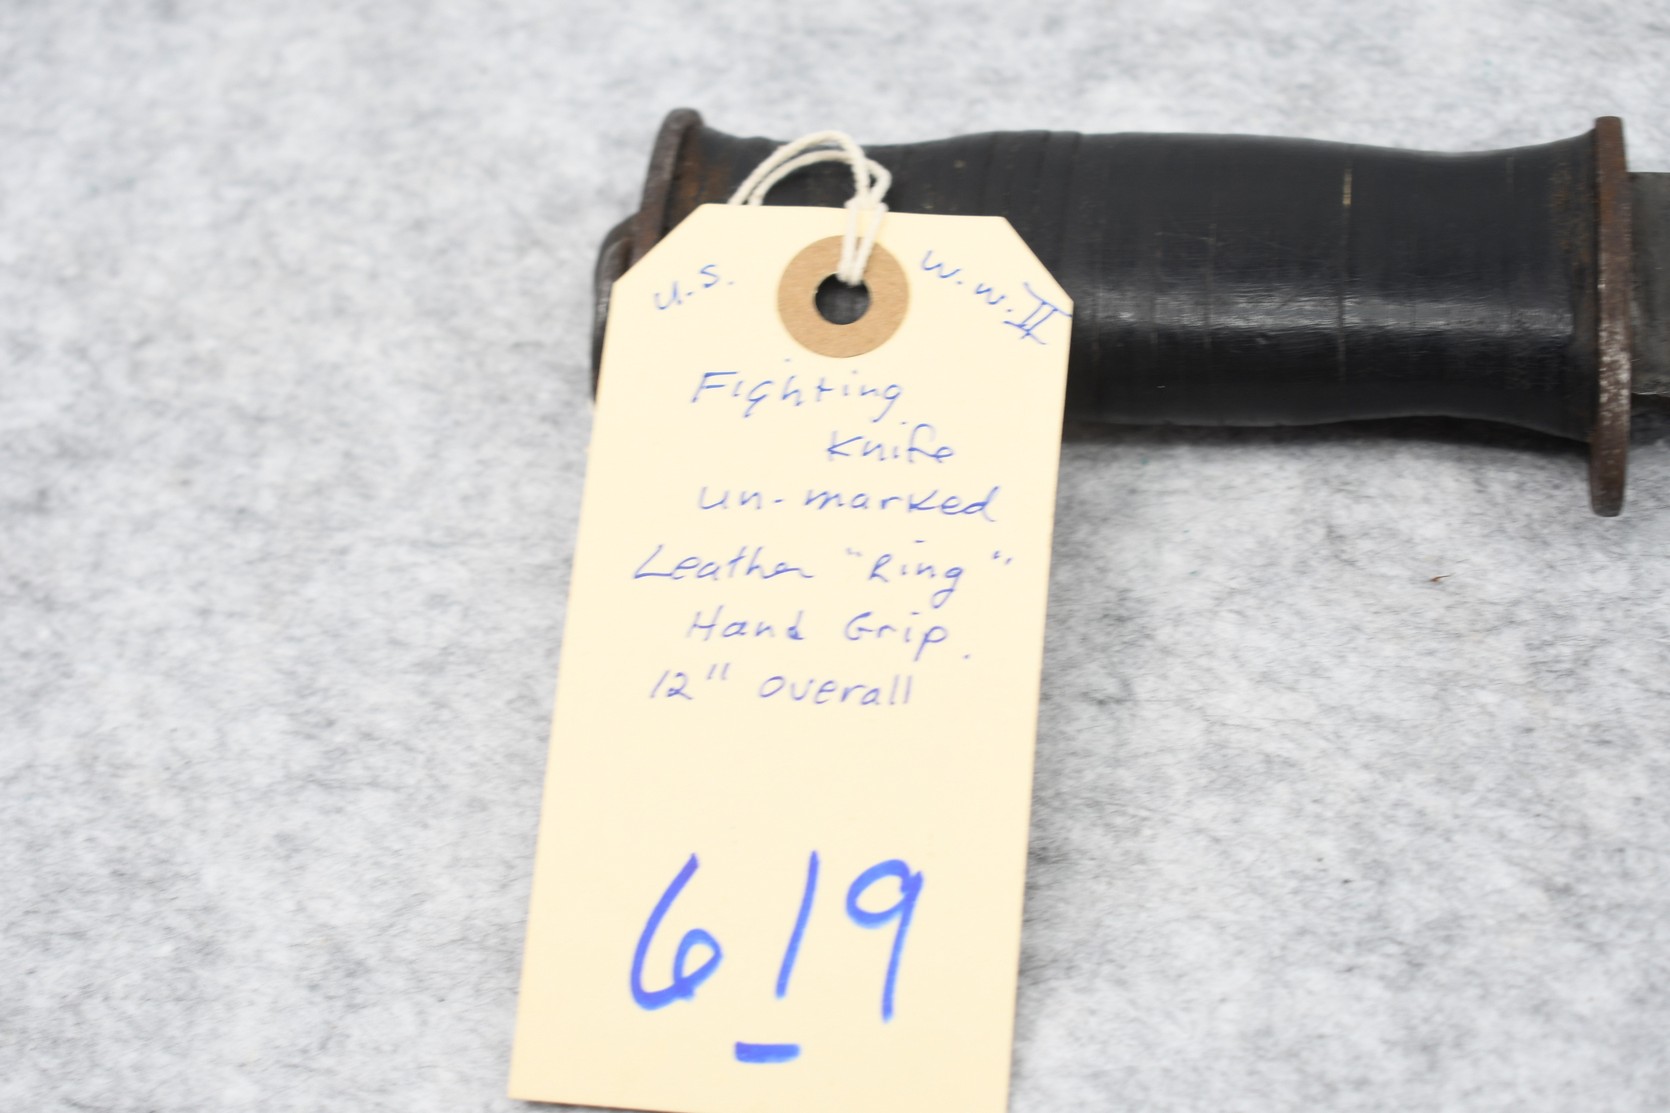 U.S. W.W.II
Fighting
Knife
un-marked
Leather "Ring"
Hand Grip.
12" overall
619